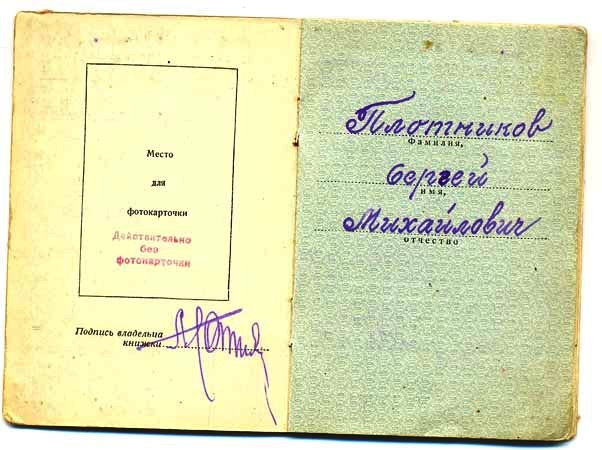 Место
для
фотокарточки
Действительно
без
фотокарточки
Подпись владельца
книжки
Плотников
Фамилия,
Сергей
имя,
Михайлович
отчество